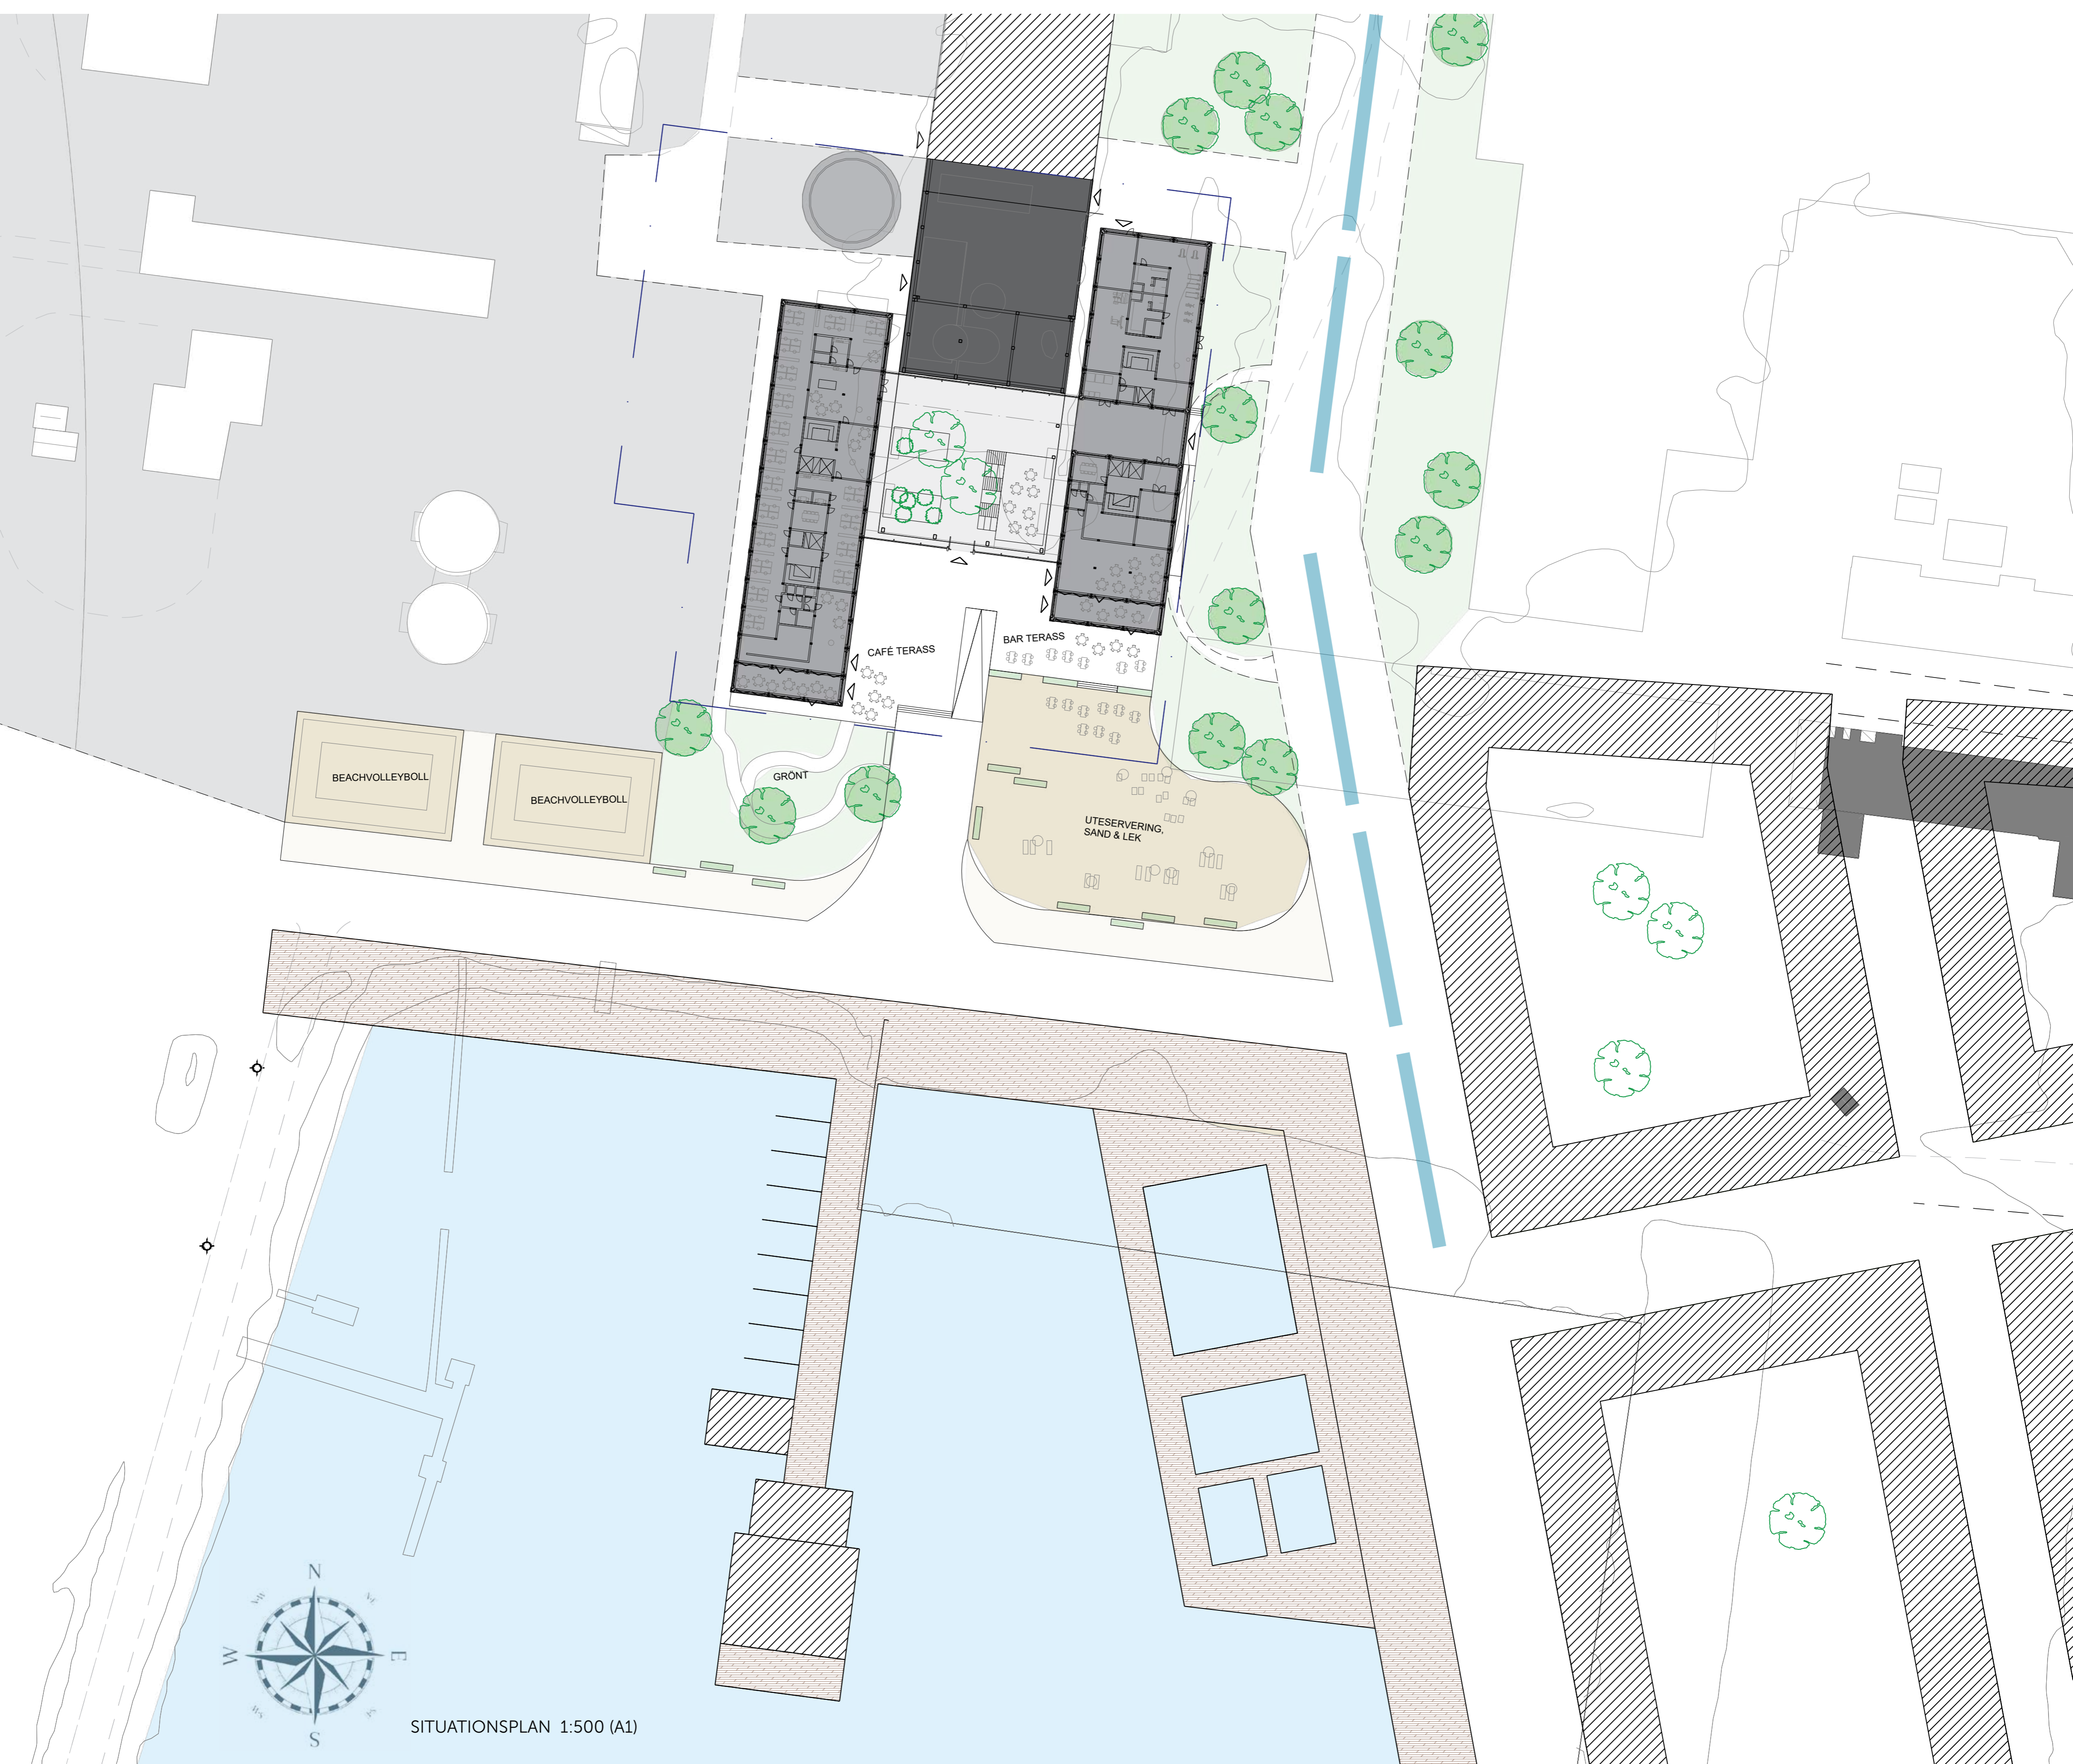 BAR TERASS
CAFÉ TERASS
GRÖNT
BEACHVOLLEYBOLL
BEACHVOLLEYBOLL
UTESERVERING,
SAND & LEK
N
W
E
S
SITUATIONSPLAN 1:500 (A1)